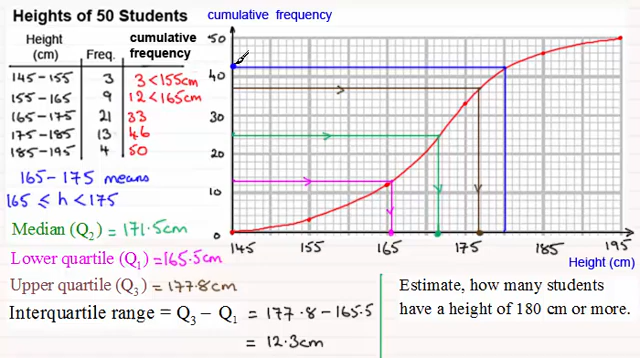 Heights of 50 Students
cumulative frequency
Height (cm) Freq. cumulative frequency
145-155 3 3 < 155cm
155-165 9 12 < 165cm
165-175 21 33
175-185 13 46
185-195 4 50
165-175 means
165 ≤ h < 175
Median (Q2) = 171.5cm
Lower quartile (Q1) = 165.5cm
Upper quartile (Q3) = 177.8cm
Interquartile range = Q3 – Q1 = 177.8 - 165.5
= 12.3cm
50
40
30
20
10
0
145 155 165 175 185 195
Height (cm)
Estimate, how many students
have a height of 180 cm or more.